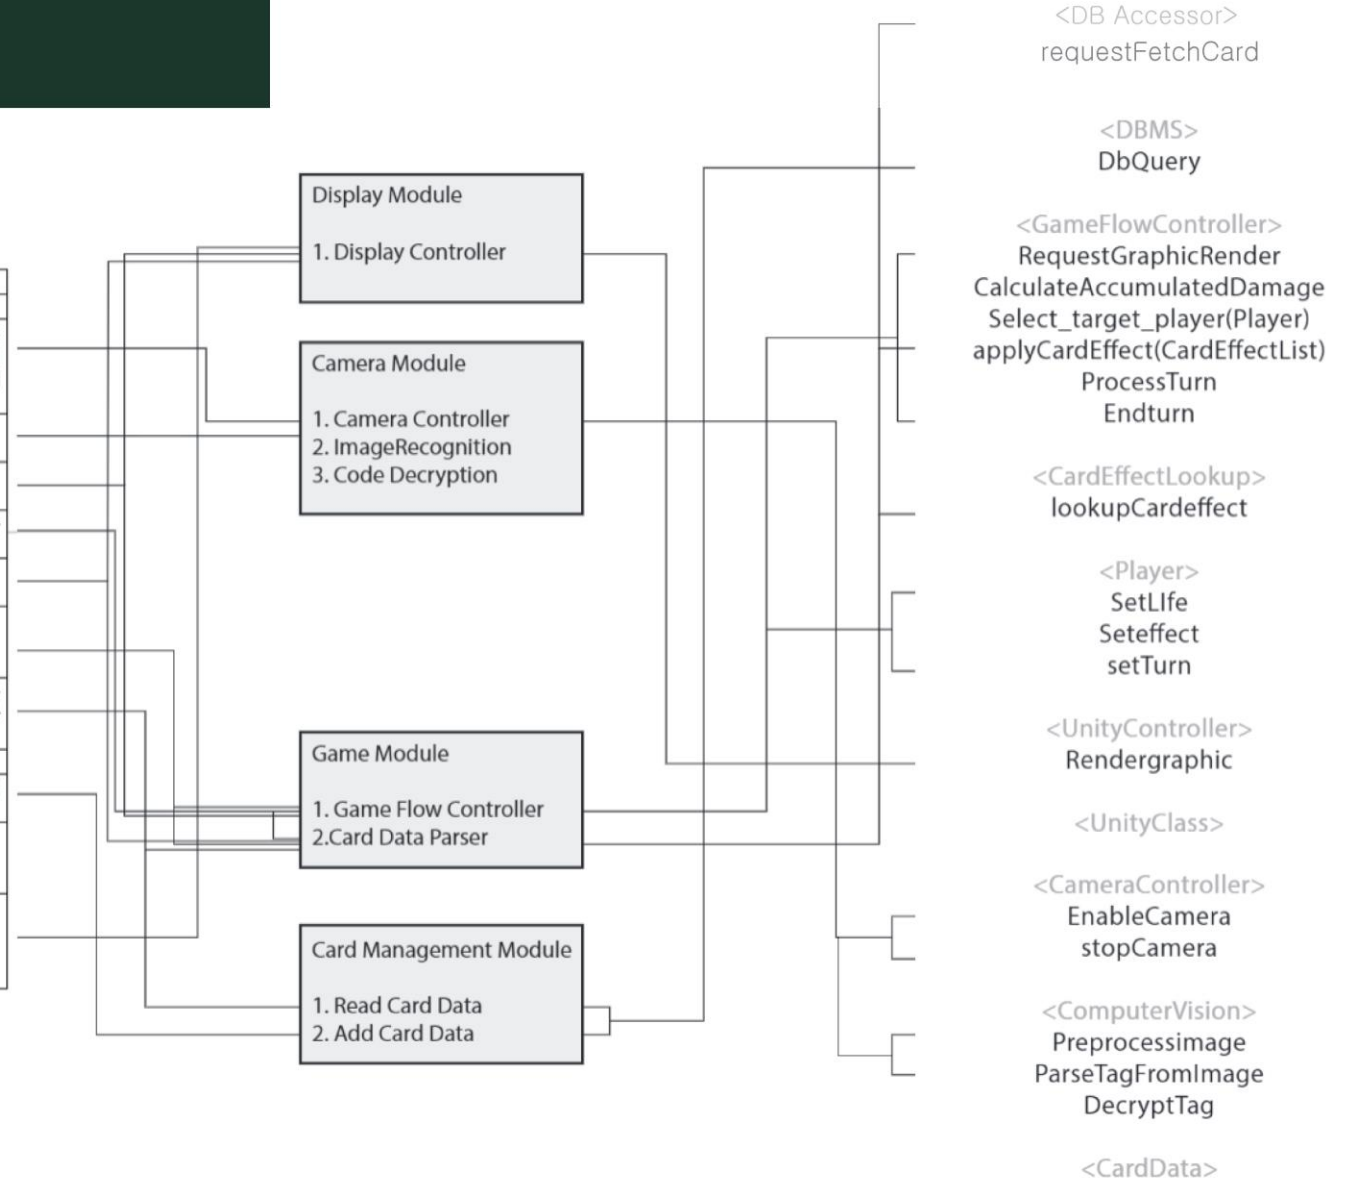 Display Module
1. Display Controller
Camera Module
1. Camera Controller
2. ImageRecognition
3. Code Decryption
Game Module
1. Game Flow Controller
2.Card Data Parser
Card Management Module
1. Read Card Data
2. Add Card Data
<DB Accessor>
requestFetchCard
<DBMS>
DbQuery
<GameFlowController>
RequestGraphicRender
CalculateAccumulatedDamage
Select_target_player(Player)
applyCardEffect(CardEffectList)
ProcessTurn
Endturn
<CardEffectLookup>
lookupCardeffect
<Player>
SetLIfe
Seteffect
setTurn
<UnityController>
Rendergraphic
<UnityClass>
<CameraController>
EnableCamera
stopCamera
<ComputerVision>
Preprocessimage
ParseTagFromImage
DecryptTag
<CardData>